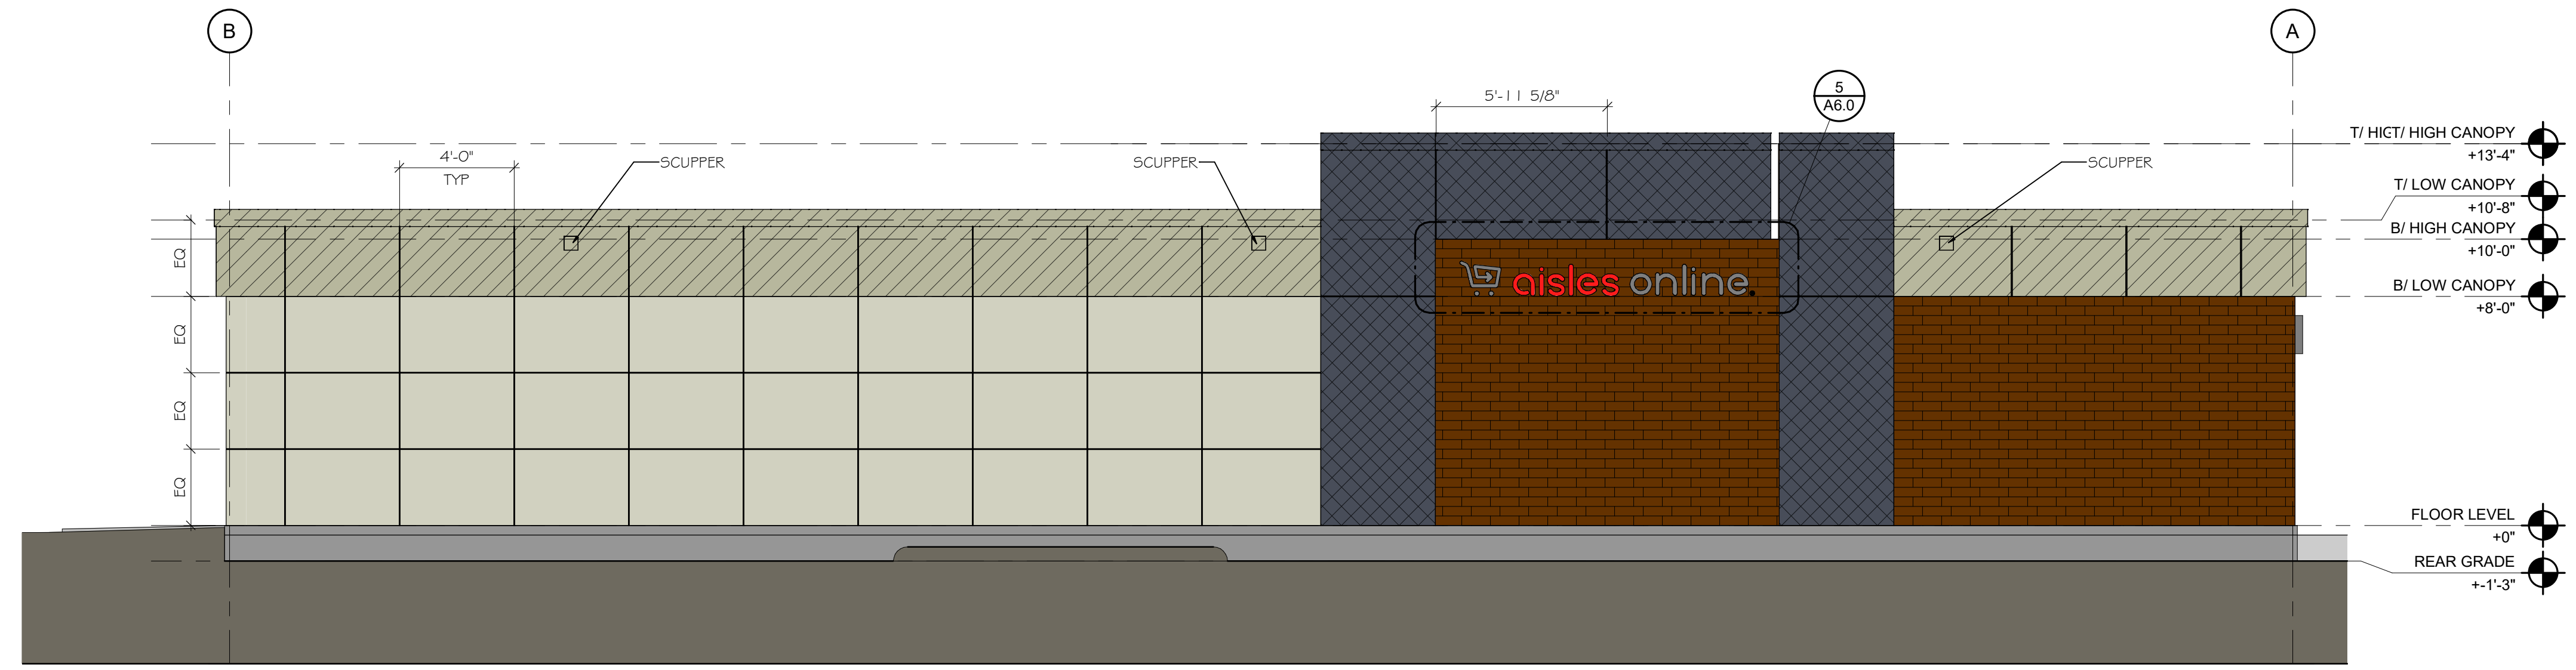 B
A
5
A6.0
5'-11 5/8"
4'-0"
TYP
SCUPPER
SCUPPER
SCUPPER
T/ HIGT/ HIGH CANOPY
+13'-4"
T/ LOW CANOPY
+10'-8"
B/ HIGH CANOPY
+10'-0"
B/ LOW CANOPY
+8'-0"
EQ
EQ
EQ
EQ
aisles online.
FLOOR LEVEL
+0"
REAR GRADE
+-1'-3"